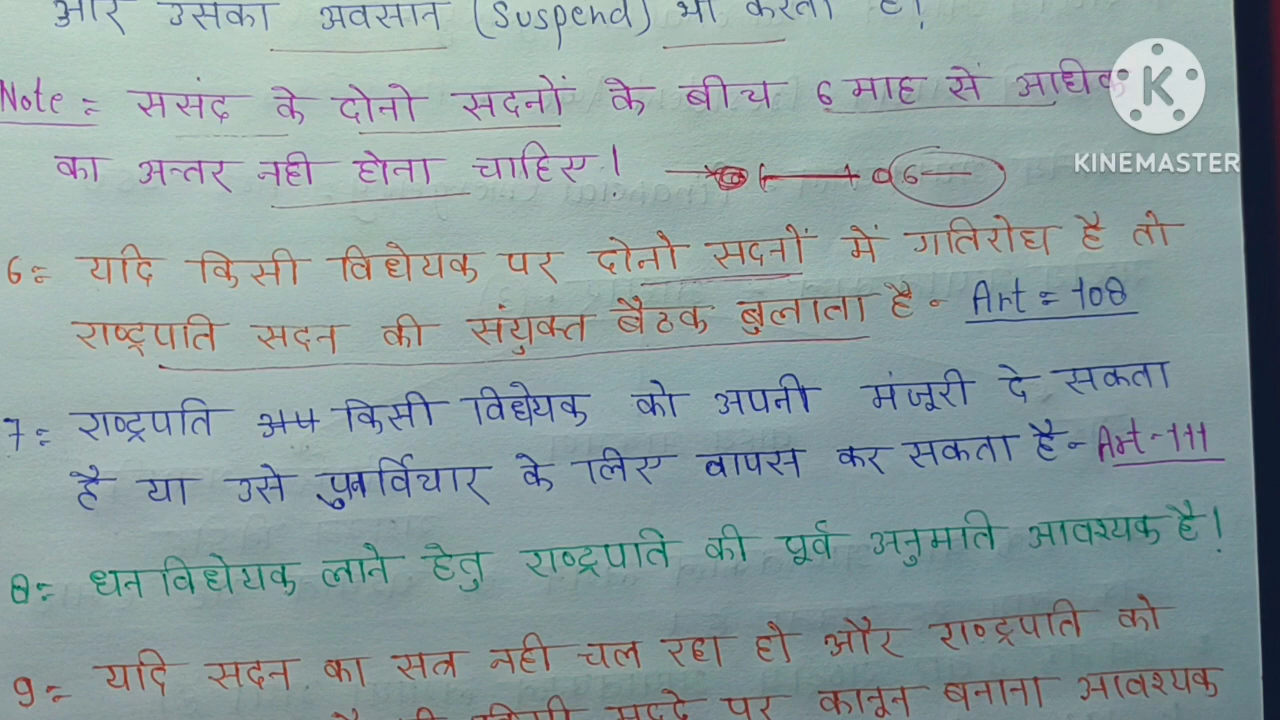 और उसका अवसान (Suspend) भी करता है!
Note = ससंद के दोनो सदनों के बीच 6 माह से अधिक
का अन्तर नही होना चाहिए!
6= यदि किसी विधेयक पर दोनो सदनों में गतिरोध है तो
राष्ट्रपति सदन की संयुक्त बैठक बुलाता है - Art = 108
7= राष्ट्रपति किसी विधेयक को अपनी मंजूरी दे सकता
है या उसे पुनर्विचार के लिए वापस कर सकता है - Art - 111
8= धन विधेयक लाने हेतु राष्ट्रपति की पूर्व अनुमति आवश्यक है!
9= यदि सदन का सत्र नही चल रहा हो और राष्ट्रपति को
मुद्दे पर कानून बनाना आवश्यक
K
KINEMASTER